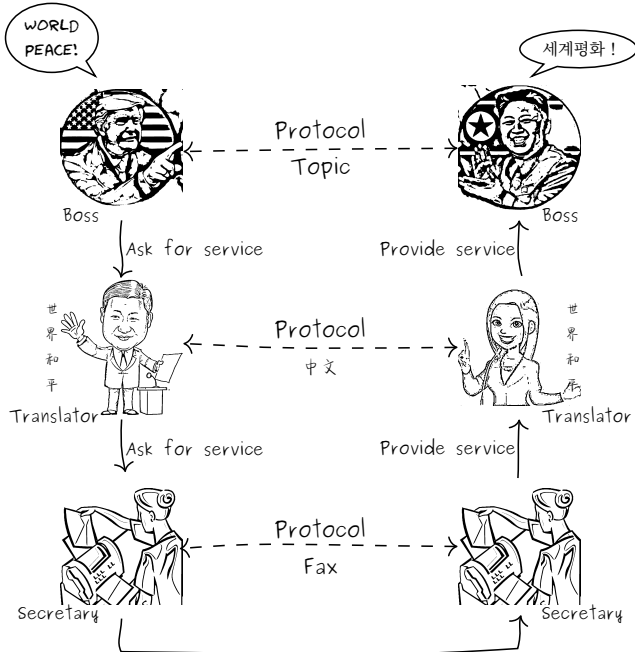 WORLD
PEACE!
세계평화 !
Protocol
Topic
Boss
Boss
Ask for service
Provide service
世
界
和
平
Protocol
中文
世
界
和
平
Translator
Translator
Ask for service
Provide service
Protocol
Fax
Secretary
Secretary